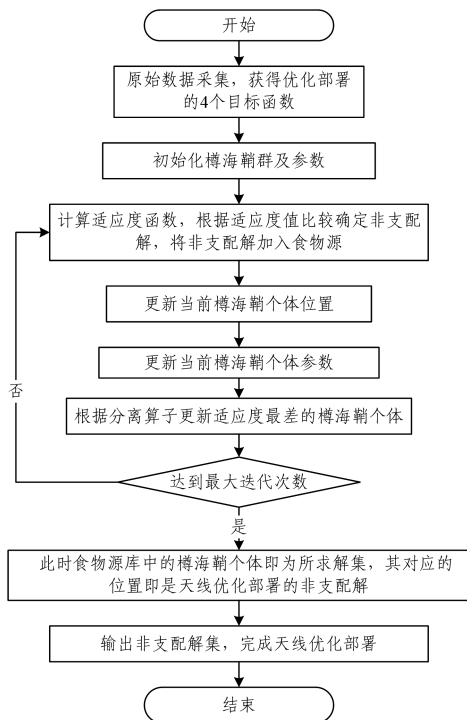 开始
原始数据采集，获得优化部署
的4个目标函数
初始化樽海鞘群及参数
计算适应度函数，根据适应度值比较确定非支配
解，将非支配解加入食物源
更新当前樽海鞘个体位置
更新当前樽海鞘个体参数
否
根据分离算子更新适应度最差的樽海鞘个体
达到最大迭代次数
是
此时食物源库中的樽海鞘个体即为所求解集，其对应的
位置即是天线优化部署的非支配解
输出非支配解集，完成天线优化部署
结束